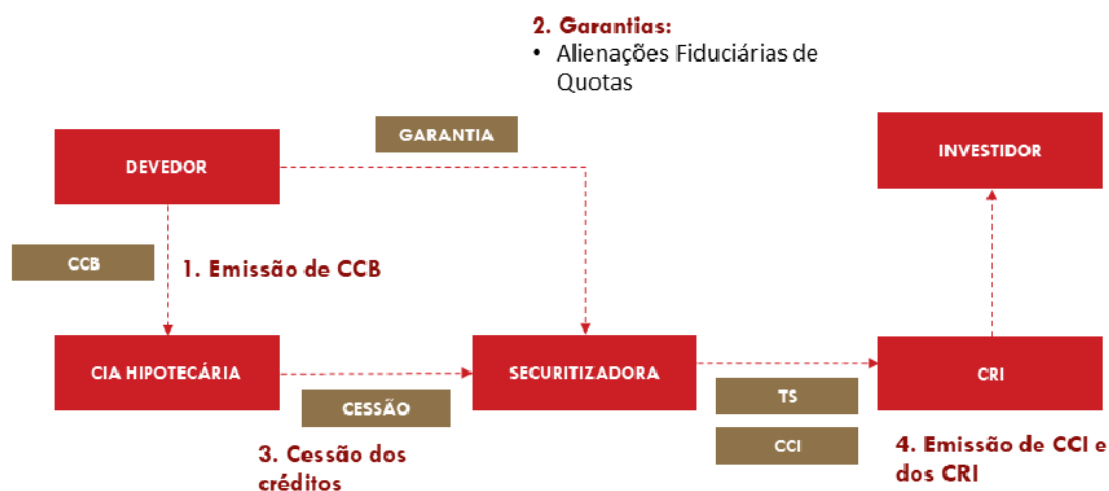 2. Garantias:
• Alienações Fiduciárias de
Quotas
GARANTIA
DEVEDOR
INVESTIDOR
CCB
1. Emissão de CCB
CIA HIPOTECÁRIA
SECURITIZADORA
CRI
CESSÃO
TS
CCI
3. Cessão dos
créditos
4. Emissão de CCI e
dos CRI